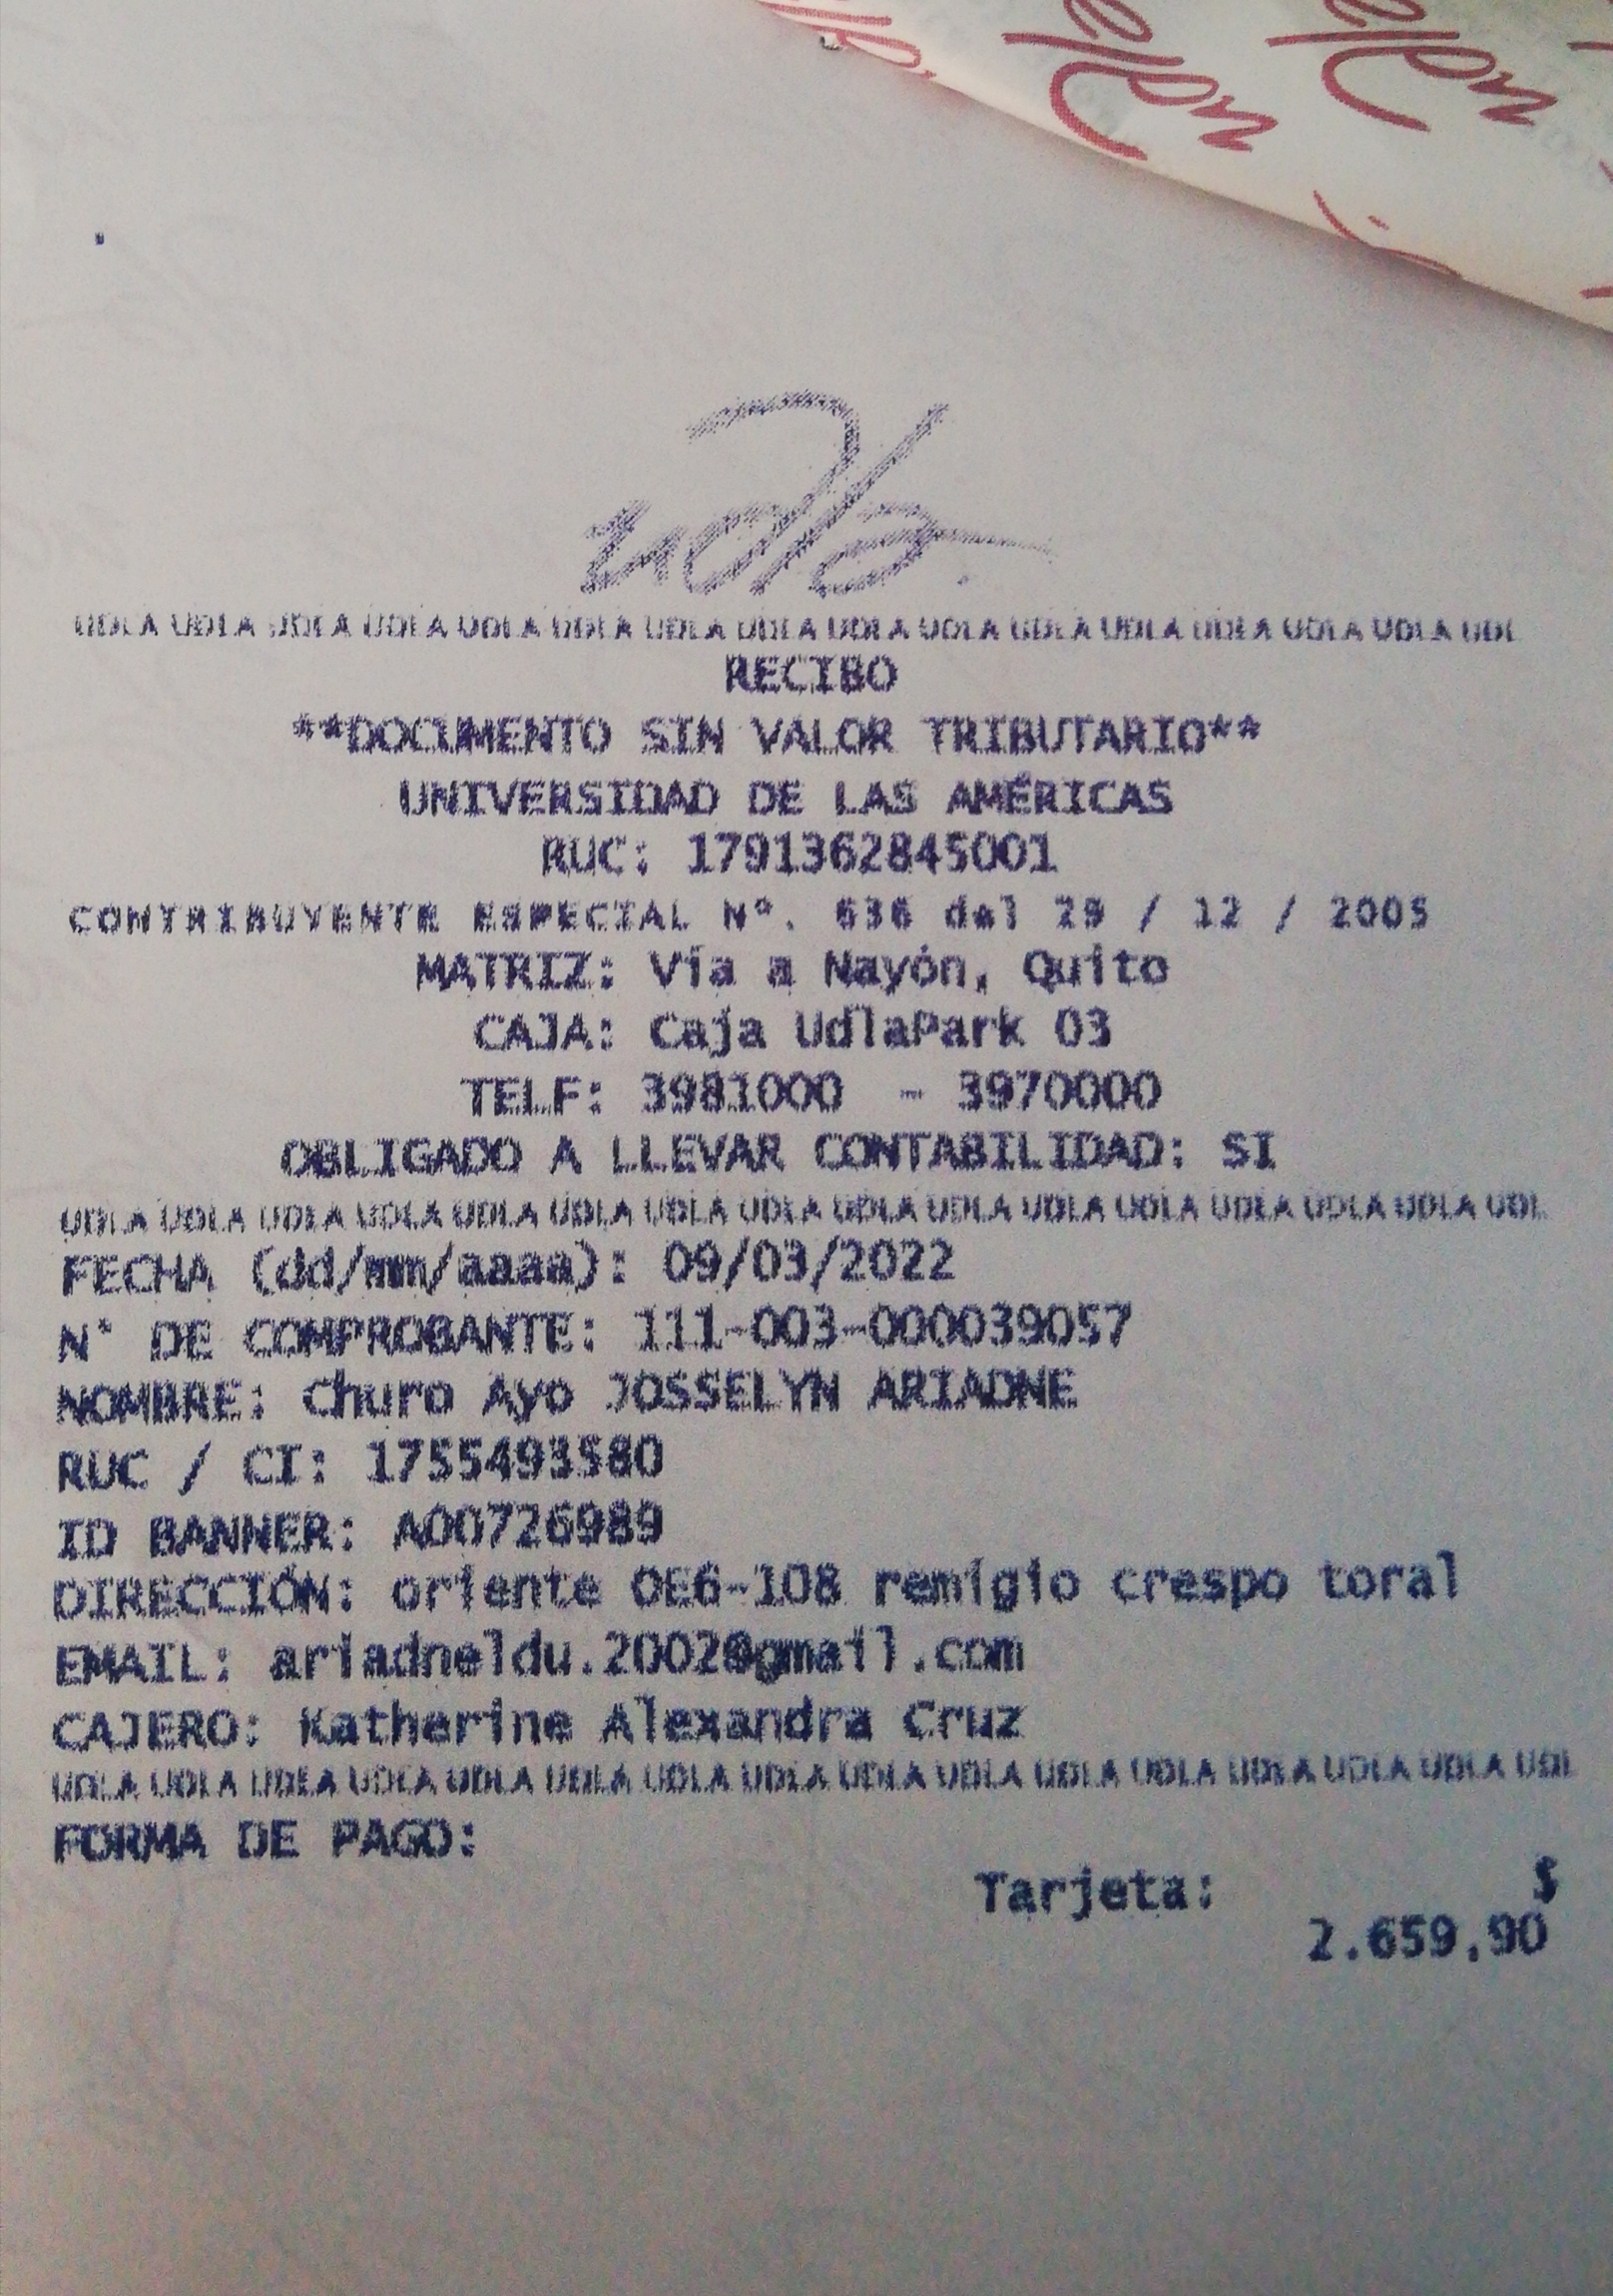 udla
udla
udla
UDLA UDLA UDLA UDLA UDLA UDLA UDLA UDLA UDLA UDLA UDLA UDLA UDLA UDLA UDLA UDL
RECIBO
**DOCUMENTO SIN VALOR TRIBUTARIO**
UNIVERSIDAD DE LAS AMÉRICAS
RUC: 1791362845001
CONTRIBUYENTE ESPECIAL Nº. 636 del 29 / 12 / 2005
MATRIZ: Vía a Nayón, Quito
CAJA: Caja UdlaPark 03
TELF: 3981000 - 3970000
OBLIGADO A LLEVAR CONTABILIDAD: SI
UDLA UDLA UDLA UDLA UDLA UDLA UDLA UDLA UDLA UDLA UDLA UDLA UDLA UDLA UDLA UDL
FECHA (dd/mm/aaaa): 09/03/2022
N° DE COMPROBANTE: 111-003-000039057
NOMBRE: Churo Ayo JOSSELYN ARIADNE
RUC / CI: 1755493580
ID BANNER: A00726989
DIRECCIÓN: oriente OE6-108 remigio crespo toral
EMAIL: ariadneldu.2002@gmail.com
CAJERO: Katherine Alexandra Cruz
UDLA UDLA UDLA UDLA UDLA UDLA UDLA UDLA UDLA UDLA UDLA UDLA UDLA UDLA UDLA UDL
FORMA DE PAGO:
Tarjeta: $
2.659,90